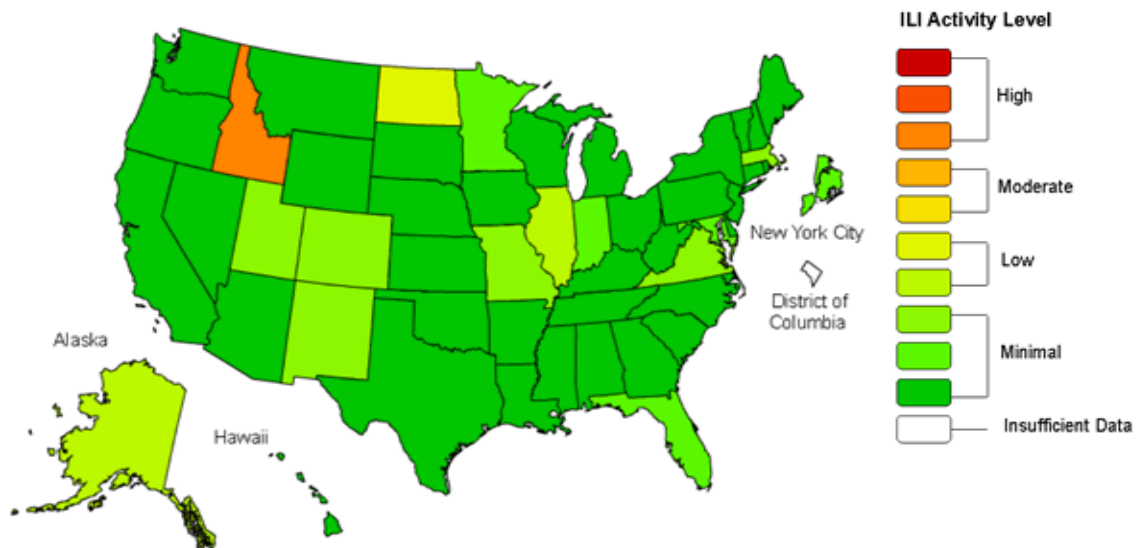 ILI Activity Level
High
Moderate
New York City
Low
District of
Columbia
Alaska
Minimal
Hawaii
Insufficient Data